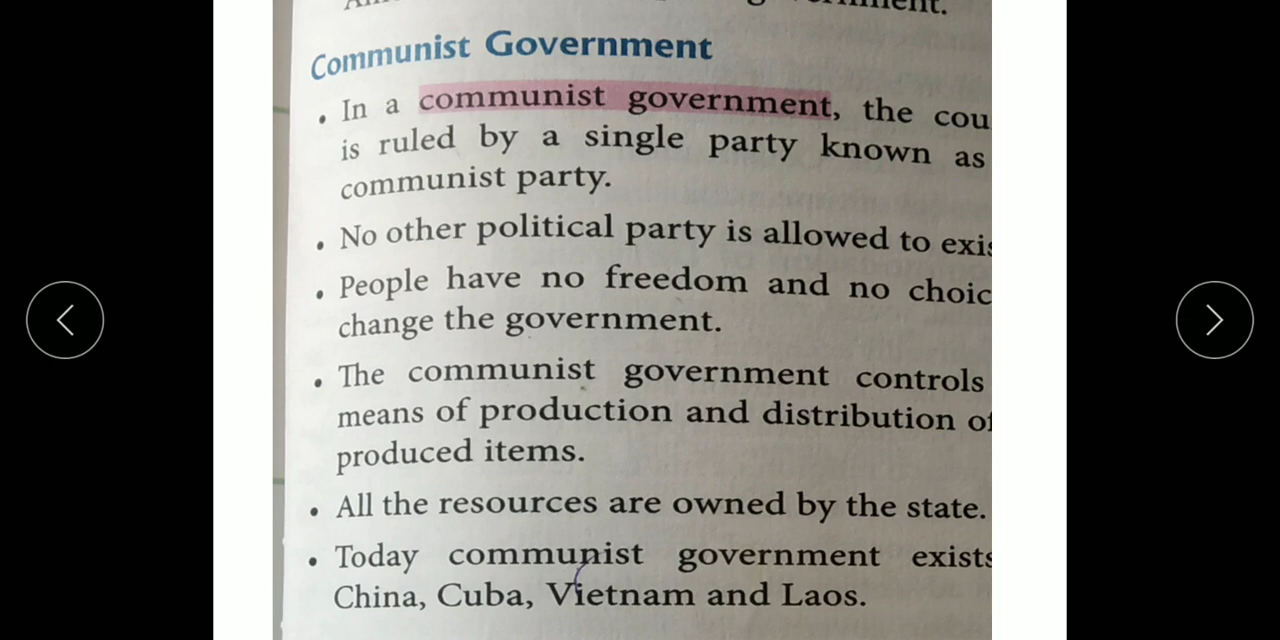 Communist Government
• In a communist government, the cou
is ruled by a single party known as
communist party.
• No other political party is allowed to exis
• People have no freedom and no choic
change the government.
• The communist government controls
means of production and distribution of
produced items.
• All the resources are owned by the state.
• Today communist government exists
China, Cuba, Vietnam and Laos.